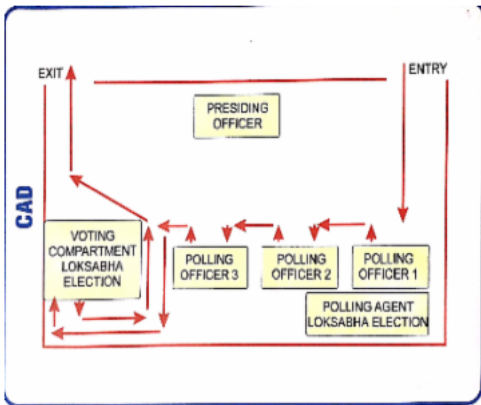 EXIT
ENTRY
PRESIDING
OFFICER
CAD
VOTING
COMPARTMENT
LOKSABHA
ELECTION
POLLING
OFFICER 3
POLLING
OFFICER 2
POLLING
OFFICER 1
POLLING AGENT
LOKSABHA ELECTION